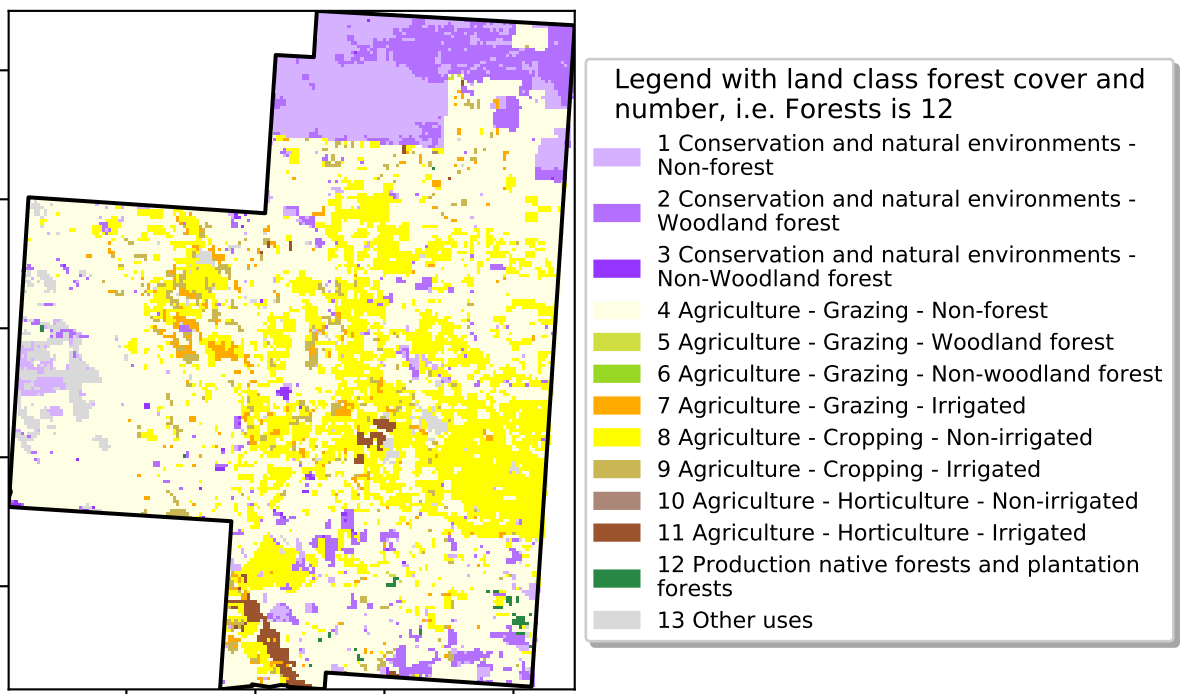 Legend with land class forest cover and
number, i.e. Forests is 12
1 Conservation and natural environments -
Non-forest
2 Conservation and natural environments -
Woodland forest
3 Conservation and natural environments -
Non-Woodland forest
4 Agriculture - Grazing - Non-forest
5 Agriculture - Grazing - Woodland forest
6 Agriculture - Grazing - Non-woodland forest
7 Agriculture - Grazing - Irrigated
8 Agriculture - Cropping - Non-irrigated
9 Agriculture - Cropping - Irrigated
10 Agriculture - Horticulture - Non-irrigated
11 Agriculture - Horticulture - Irrigated
12 Production native forests and plantation
forests
13 Other uses